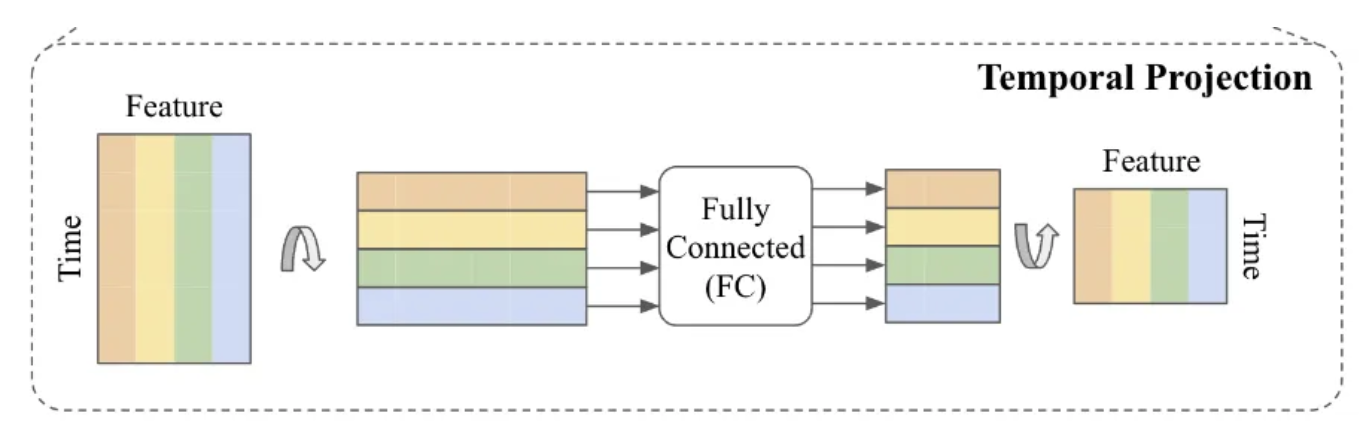 Temporal Projection
Feature
Time
Fully
Connected
(FC)
Feature
Time